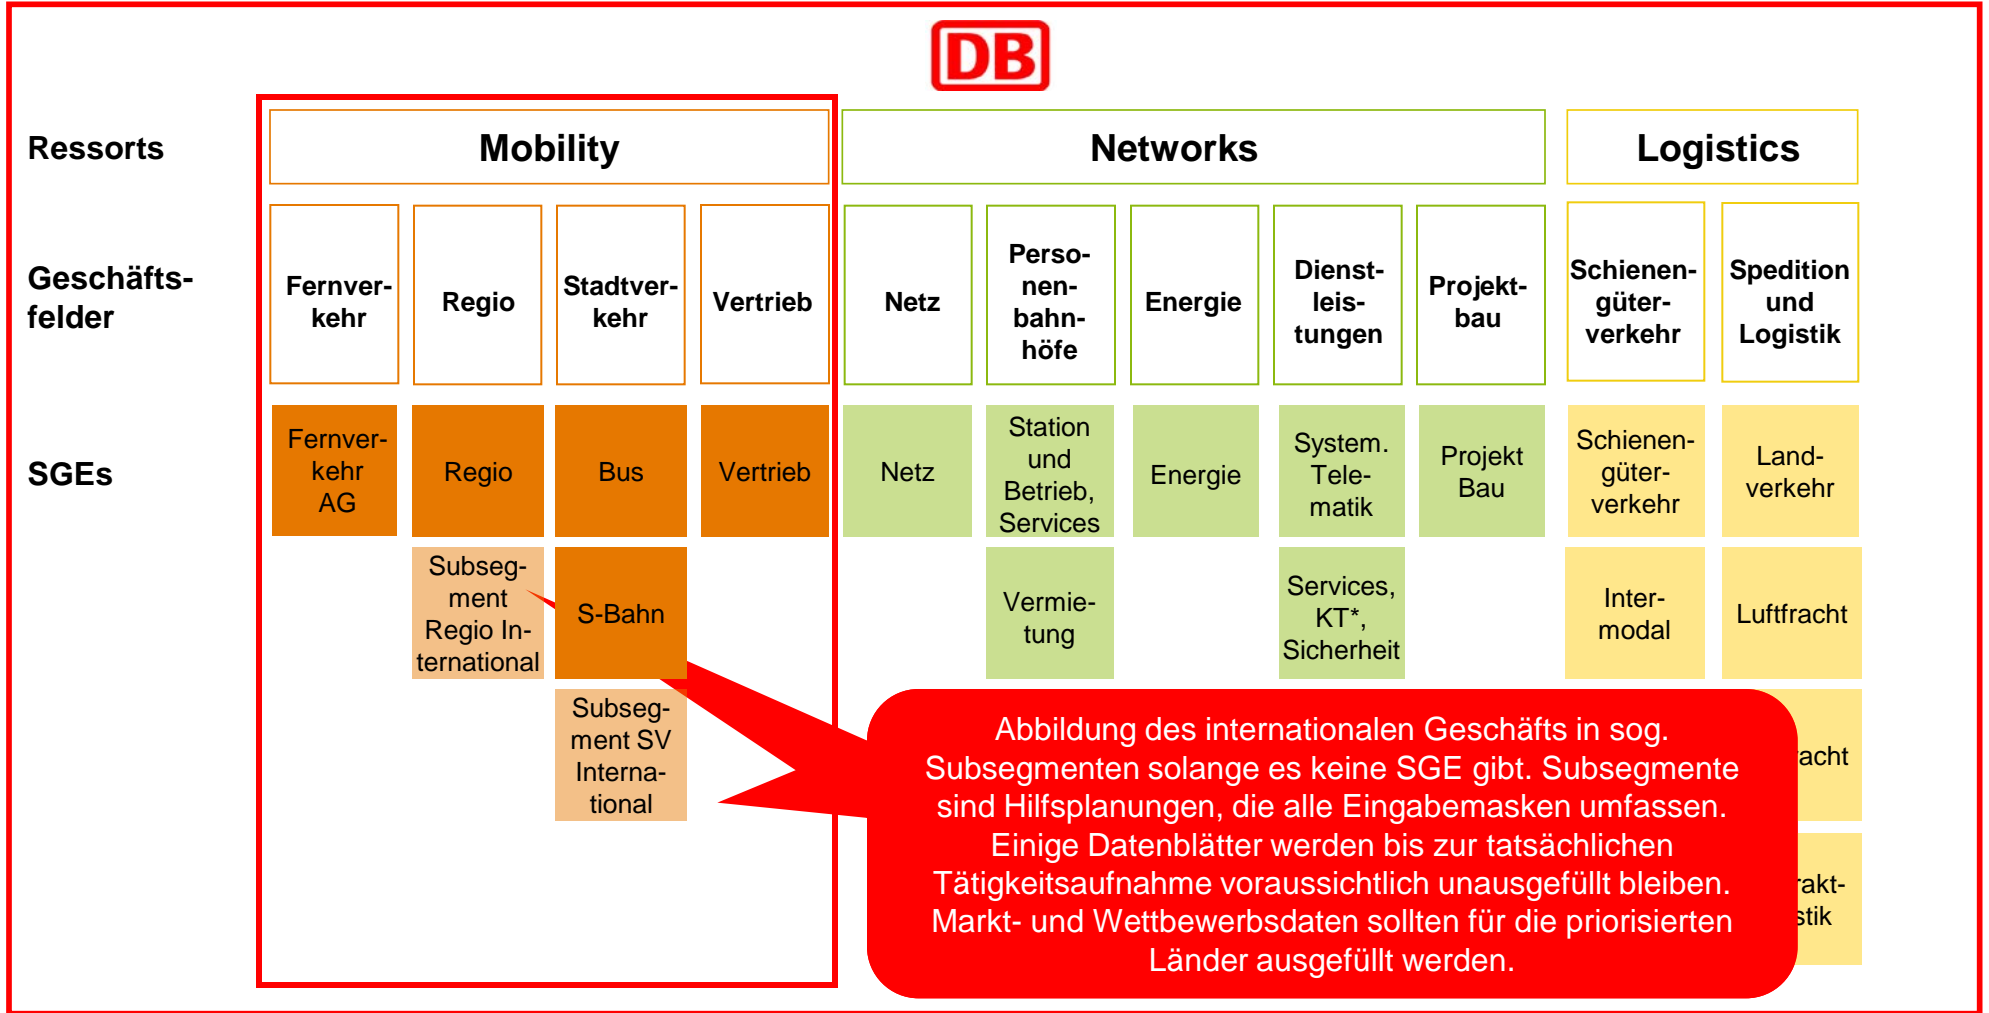 DB
Ressorts
Mobility
Networks
Logistics
Geschäfts-
felder
Fernver-
kehr
Regio
Stadtver-
kehr
Vertrieb
Netz
Perso-
nen-
bahn-
höfe
Energie
Dienst-
leis-
tungen
Projekt-
bau
Schienen-
güter-
verkehr
Spedition
und
Logistik
SGEs
Fernver-
kehr
AG
Regio
Bus
Vertrieb
Netz
Station
und
Betrieb,
Services
Energie
System.
Tele-
matik
Projekt
Bau
Schienen-
güter-
verkehr
Land-
verkehr
Subseg-
ment
Regio In-
ternational
S-Bahn
Vermie-
tung
Services,
KT*,
Sicherheit
Inter-
modal
Luftfracht
Subseg-
ment SV
Interna-
tional
Abbildung des internationalen Geschäfts in sog.
Subsegmenten solange es keine SGE gibt. Subsegmente
sind Hilfsplanungen, die alle Eingabemasken umfassen.
Einige Datenblätter werden bis zur tatsächlichen
Tätigkeitsaufnahme voraussichtlich unausgefüllt bleiben.
Markt- und Wettbewerbsdaten sollten für die priorisierten
Länder ausgefüllt werden.